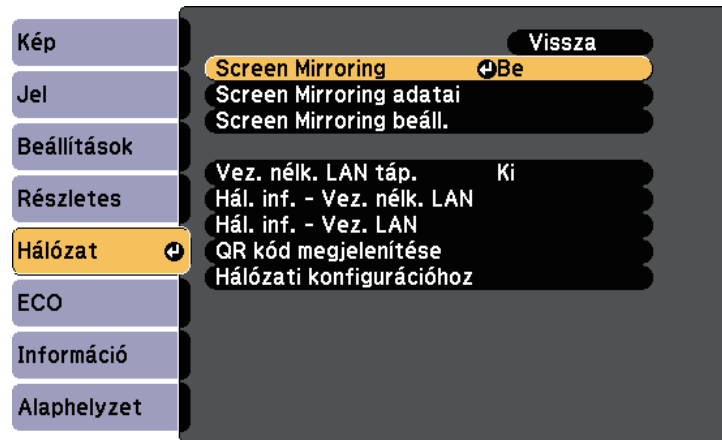 Kép
Jel
Beállítások
Részletes
Hálózat
ECO
Információ
Alaphelyzet
Vissza
Screen Mirroring Be
Screen Mirroring adatai
Screen Mirroring beáll.
Vez. nélk. LAN táp. Ki
Hál. inf. - Vez. nélk. LAN
Hál. inf. - Vez. LAN
QR kód megjelenítése
Hálózati konfigurációhoz